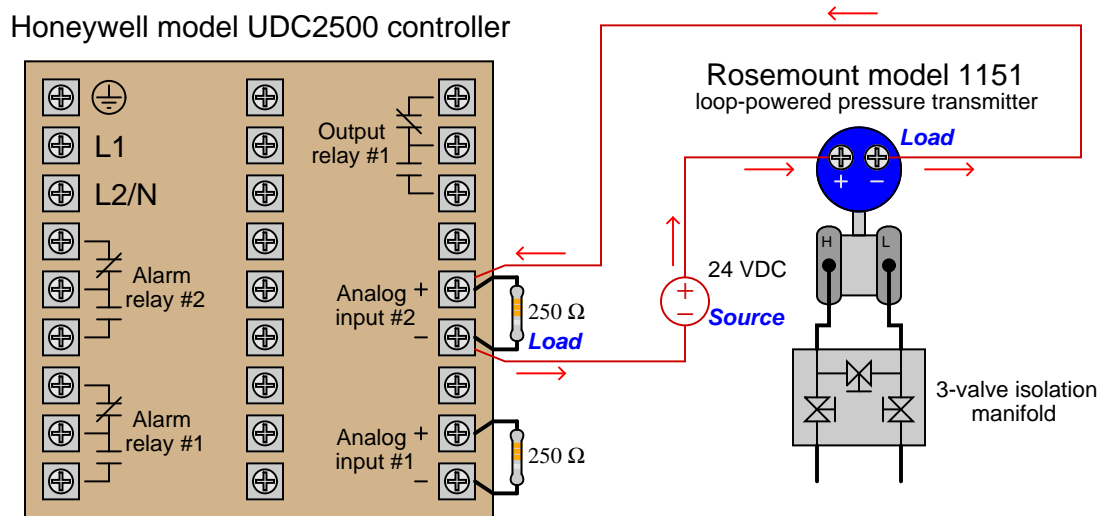 Honeywell model UDC2500 controller
Rosemount model 1151
loop-powered pressure transmitter
Load
+ −
H L
L1
L2/N
Output
relay #1
Alarm
relay #2
Analog +
input #2
−
250 Ω
Load
24 VDC
+
−
Source
3-valve isolation
manifold
Alarm
relay #1
Analog +
input #1
−
250 Ω